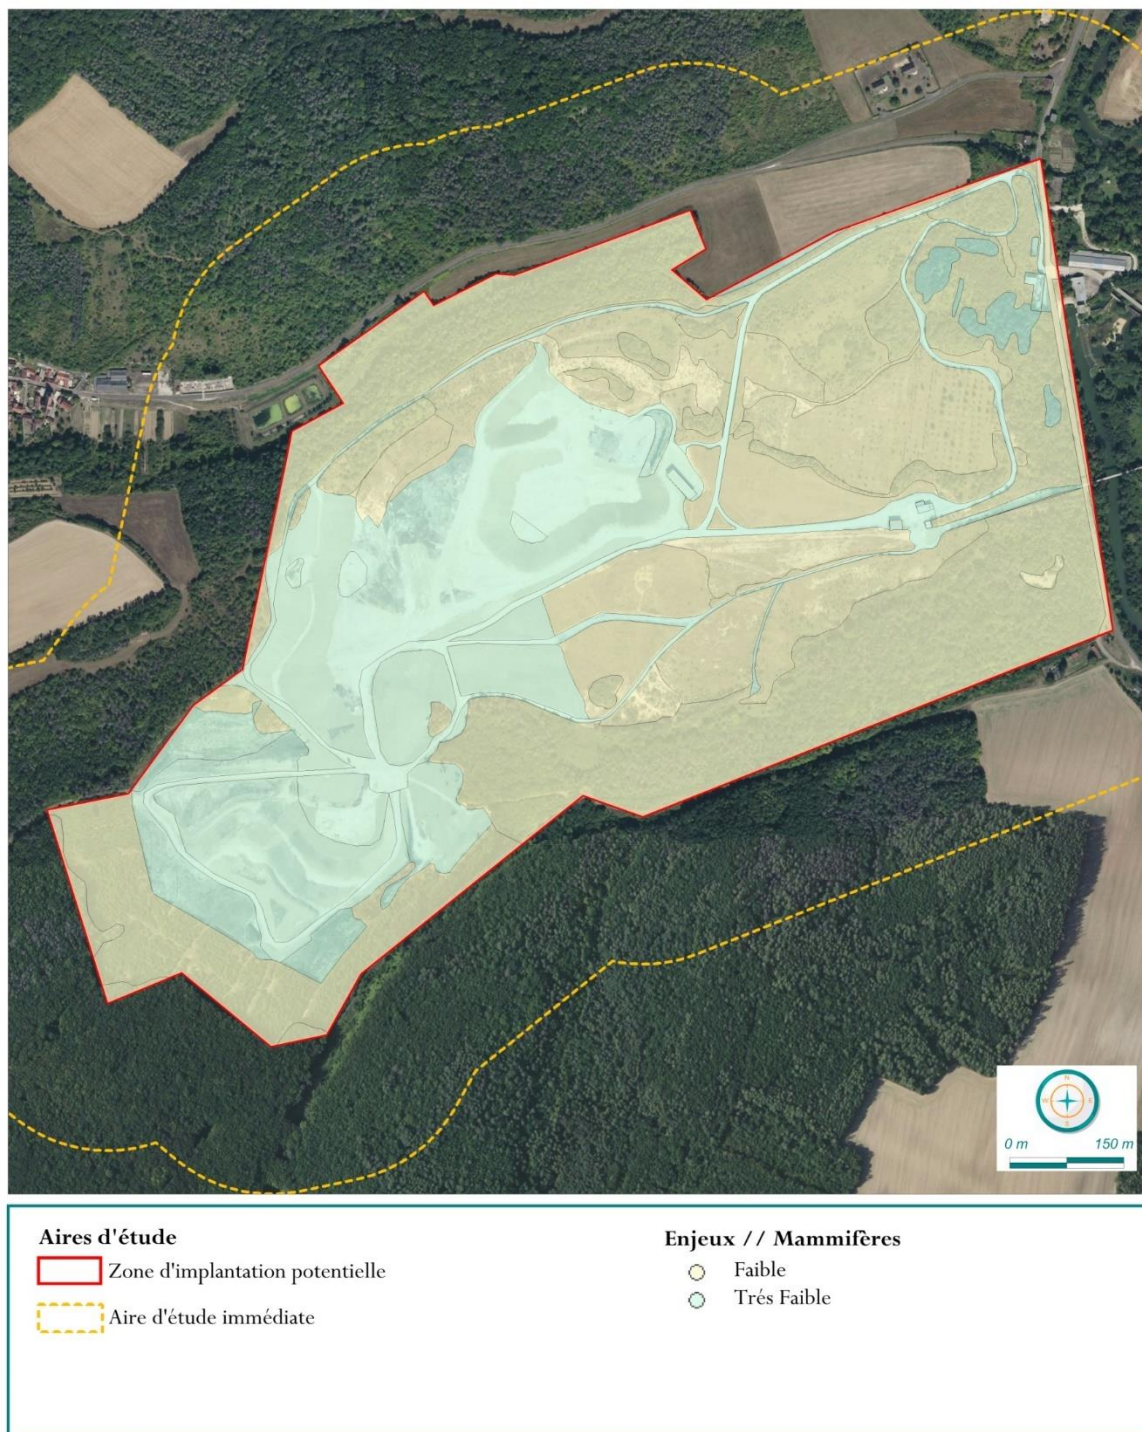 N
W E
S
0 m 150 m
Aires d'étude
Zone d'implantation potentielle
Aire d'étude immédiate
Enjeux // Mammifères
Faible
Trés Faible